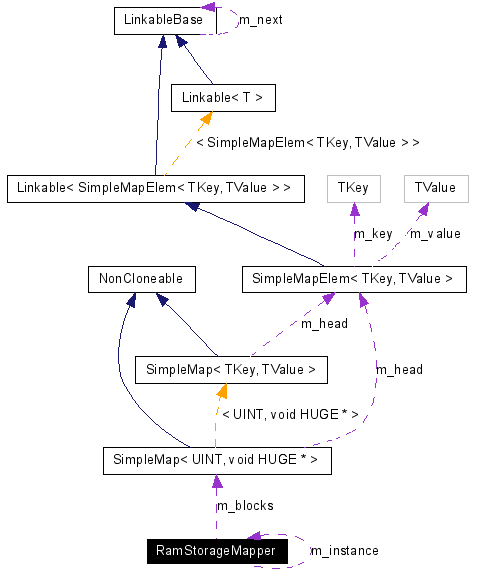 LinkableBase
m_next
Linkable< T >
< SimpleMapElem< TKey, TValue > >
Linkable< SimpleMapElem< TKey, TValue > >
TKey
TValue
m_key
m_value
NonCloneable
SimpleMapElem< TKey, TValue >
m_head
SimpleMap< TKey, TValue >
m_head
< UINT, void HUGE * >
SimpleMap< UINT, void HUGE * >
m_blocks
RamStorageMapper
m_instance